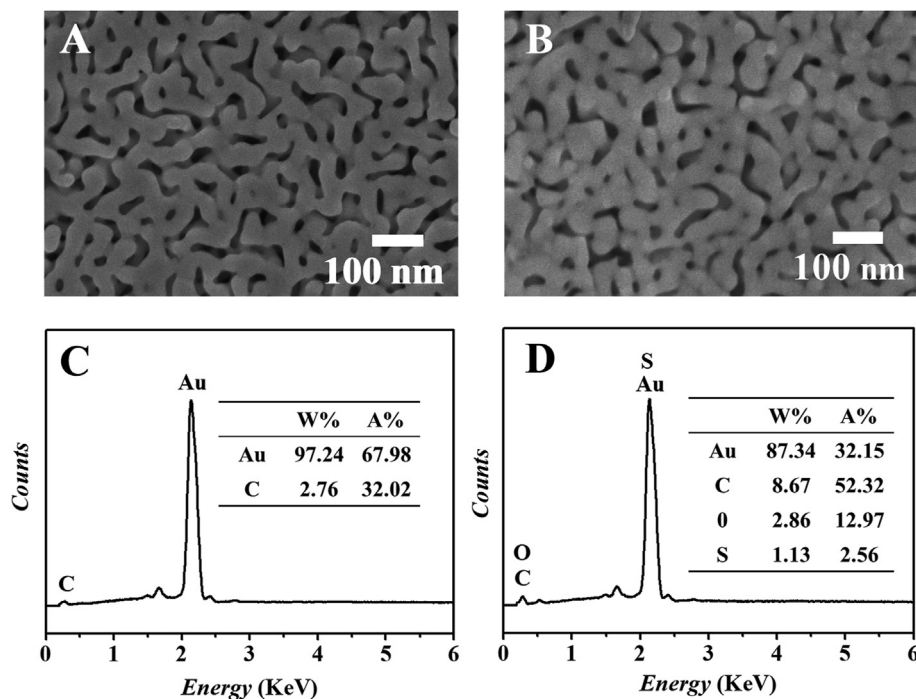 A
100 nm
B
100 nm
C
Au
W% A%
Au 97.24 67.98
C 2.76 32.02
C
Counts
0 1 2 3 4 5 6
Energy (KeV)
D
S
Au
W% A%
Au 87.34 32.15
C 8.67 52.32
0 2.86 12.97
S 1.13 2.56
O
C
Counts
0 1 2 3 4 5 6
Energy (KeV)